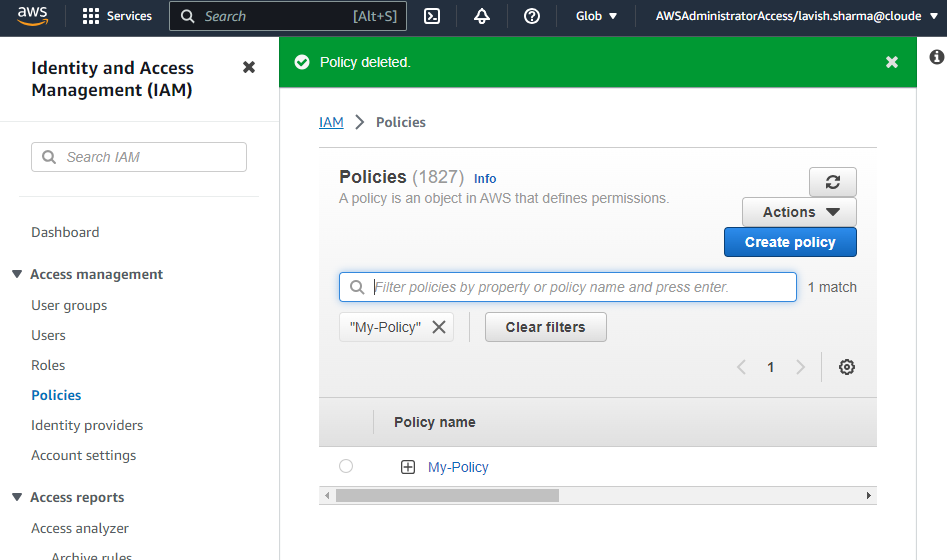 aws
Services
Search
[Alt+S]
Glob
AWSAdministratorAccess/lavish.sharma@cloude
Identity and Access
Management (IAM)
Search IAM
Dashboard
Access management
User groups
Users
Roles
Policies
Identity providers
Account settings
Access reports
Access analyzer
Archive rules
Policy deleted.
IAM
Policies
Policies (1827) Info
A policy is an object in AWS that defines permissions.
Actions
Create policy
Filter policies by property or policy name and press enter.
1 match
"My-Policy"
Clear filters
1
Policy name
My-Policy